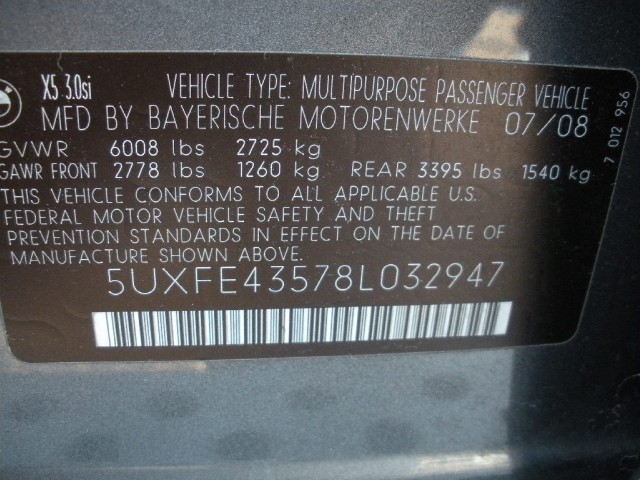 X5 3.0si VEHICLE TYPE: MULTIPURPOSE PASSENGER VEHICLE
MFD BY BAYERISCHE MOTORENWERKE 07/08
GVWR 6008 lbs 2725 kg
GAWR FRONT 2778 lbs 1260 kg REAR 3395 lbs 1540 kg
THIS VEHICLE CONFORMS TO ALL APPLICABLE U.S.
FEDERAL MOTOR VEHICLE SAFETY AND THEFT
PREVENTION STANDARDS IN EFFECT ON THE DATE OF
MANUFACTURE SHOWN ABOVE.
5UXFE43578L032947
7 012 956